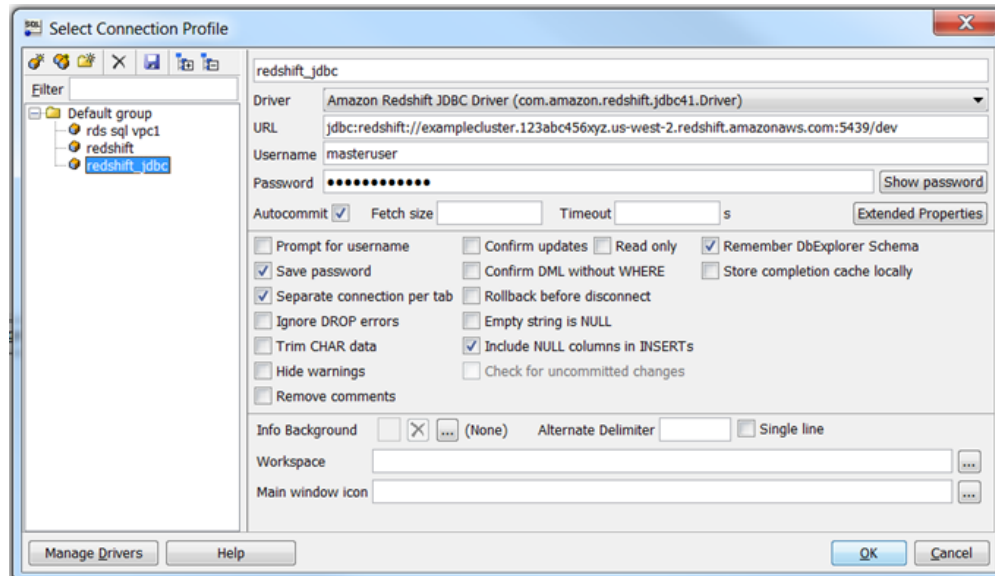 Select Connection Profile
Filter
Default group
rds sql vpc1
redshift
redshift_jdbc
redshift_jdbc
Driver Amazon Redshift JDBC Driver (com.amazon.redshift.jdbc41.Driver)
URL jdbc:redshift://examplecluster.123abc456xyz.us-west-2.redshift.amazonaws.com:5439/dev
Username masteruser
Password •••••••••••• Show password
Autocommit Fetch size Timeout s Extended Properties
Prompt for username Confirm updates Read only Remember DbExplorer Schema
Save password Confirm DML without WHERE Store completion cache locally
Separate connection per tab Rollback before disconnect
Ignore DROP errors Empty string is NULL
Trim CHAR data Include NULL columns in INSERTs
Hide warnings Check for uncommitted changes
Remove comments
Info Background ... (None) Alternate Delimiter Single line
Workspace ...
Main window icon ...
Manage Drivers Help OK Cancel